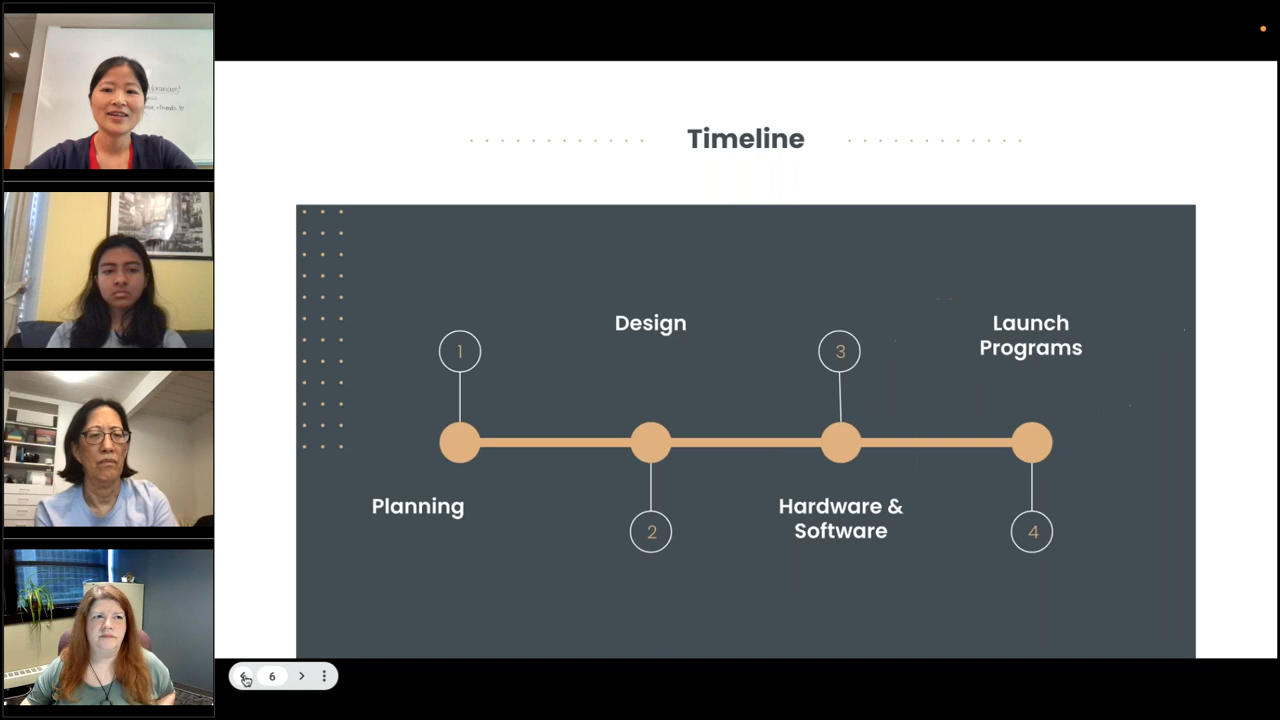 Timeline
Design
Launch
Programs
1
3
Planning
Hardware &
Software
2
4
6